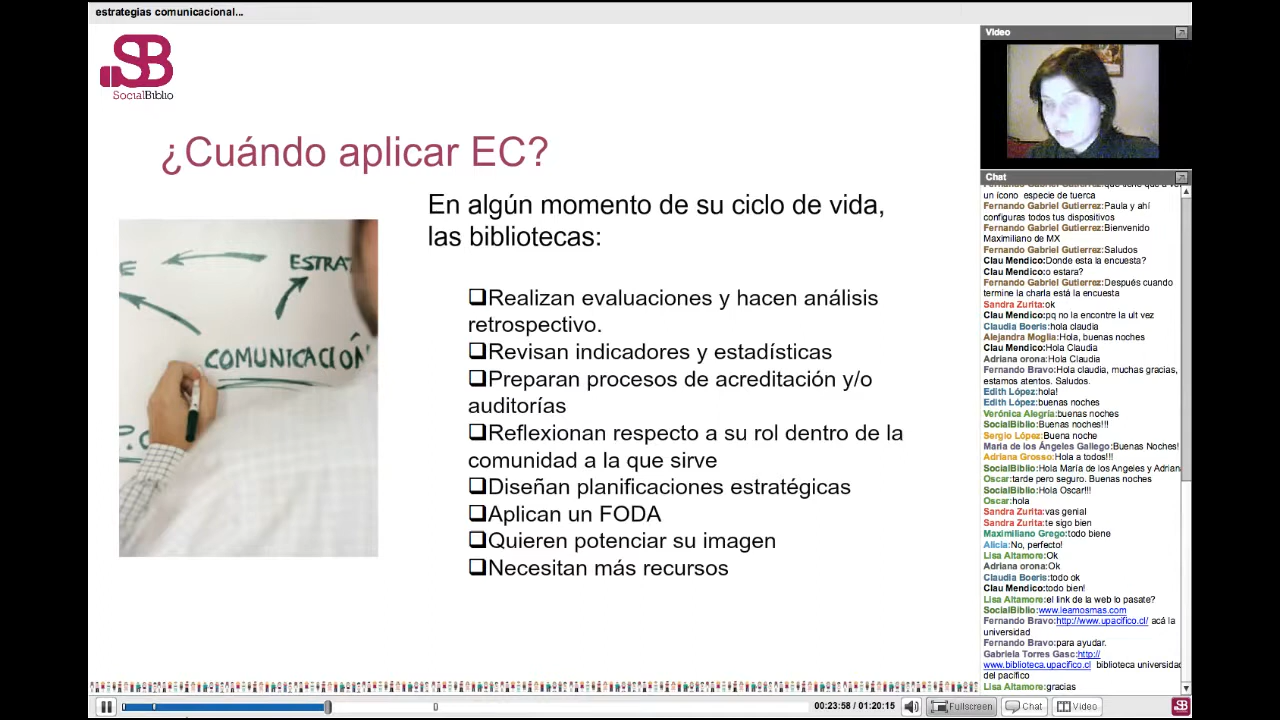 estrategias comunicacional...
SB
SocialBiblio
¿Cuándo aplicar EC?
En algún momento de su ciclo de vida,
las bibliotecas:
ESTRAT
COMUNICACIÓN
Realizan evaluaciones y hacen análisis
retrospectivo.
Revisan indicadores y estadísticas
Preparan procesos de acreditación y/o
auditorías
Reflexionan respecto a su rol dentro de la
comunidad a la que sirve
Diseñan planificaciones estratégicas
Aplican un FODA
Quieren potenciar su imagen
Necesitan más recursos
Video
Chat
un ícono especie de tuerca
Fernando Gabriel Gutierrez:Paula y ahí
configuras todos tus dispositivos
Fernando Gabriel Gutierrez:Bienvenido
Maximiliano de MX
Fernando Gabriel Gutierrez:Saludos
Clau Mendico:Donde esta la encuesta?
Clau Mendico:o estara?
Fernando Gabriel Gutierrez:Después cuando
termine la charla está la encuesta
Sandra Zurita:ok
Clau Mendico:pq no la encontre la ult vez
Claudia Boeris:hola claudia
Alejandra Moglia:Hola, buenas noches
Clau Mendico:Hola Claudia
Adriana orona:Hola Claudia
Fernando Bravo:Hola claudia, muchas gracias,
estamos atentos. Saludos.
Edith López:hola!
Edith López:buenas noches
Verónica Alegría:buenas noches
SocialBiblio:Buenas noches!!!
Sergio López:Buena noche
María de los Ángeles Gallego:Buenas Noches!
Adriana Grosso:Hola a todos!!!
SocialBiblio:Hola María de los Angeles y Adriana
Oscar:tarde pero seguro. Buenas noches
SocialBiblio:Hola Oscar!!!
Oscar:hola
Sandra Zurita:vas genial
Sandra Zurita:te sigo bien
Maximiliano Grego:todo biene
Alicia:No, perfecto!
Lisa Altamore:Ok
Adriana orona:Ok
Claudia Boeris:todo ok
Clau Mendico:todo bien!
Lisa Altamore:el link de la web lo pasate?
SocialBiblio:www.leamosmas.com
Fernando Bravo:http://www.upacifico.cl/ acá la
universidad
Fernando Bravo:para ayudar.
Gabriela Torres Gasc:http://
www.biblioteca.upacifico.cl biblioteca universidad
del pacífico
Lisa Altamore:gracias
00:23:58 / 01:20:15
Fullscreen
Chat
Video
SB